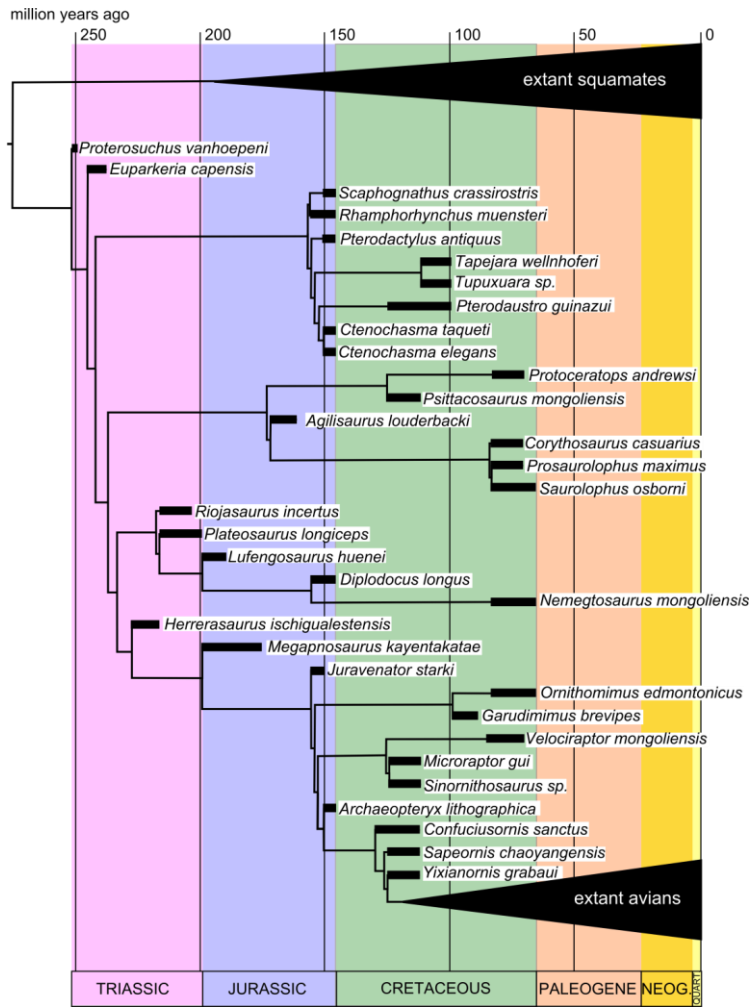 million years ago
250 200 150 100 50 0
extant squamates
Proterosuchus vanhoepeni
Euparkeria capensis
Scaphognathus crassirostris
Rhamphorhynchus muensteri
Pterodactylus antiquus
Tapejara wellnhoferi
Tupuxuara sp.
Pterodaustro guinazui
Ctenochasma taqueti
Ctenochasma elegans
Protoceratops andrewsi
Psittacosaurus mongoliensis
Agilisaurus louderbacki
Corythosaurus casuarius
Prosaurolophus maximus
Saurolophus osborni
Riojasaurus incertus
Plateosaurus longiceps
Lufengosaurus huenei
Diplodocus longus
Nemegtosaurus mongoliensis
Herrerasaurus ischigualestensis
Megapnosaurus kayentakatae
Juravenator starki
Ornithomimus edmontonicus
Garudimimus brevipes
Velociraptor mongoliensis
Microraptor gui
Sinornithosaurus sp.
Archaeopteryx lithographica
Confuciusornis sanctus
Sapeornis chaoyangensis
Yixianornis grabaui
extant avians
TRIASSIC JURASSIC CRETACEOUS PALEOGENE NEOG. QUART